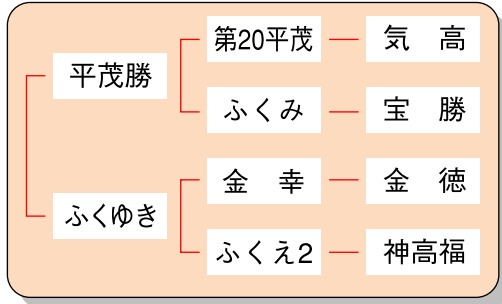 平茂勝
第20平茂
気　高
ふくみ
宝　勝
ふくゆき
金　幸
金　徳
ふくえ2
神高福